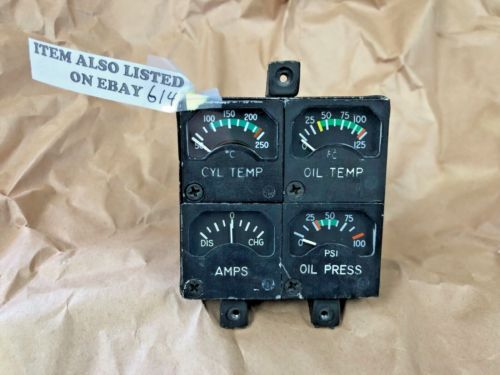 ITEM ALSO LISTED
ON EBAY 614
50 100 150 200 250
°C
CYL TEMP
0 25 50 75 100 125
°C
OIL TEMP
0
DIS CHG
AMPS
0 25 50 75 100
PSI
OIL PRESS